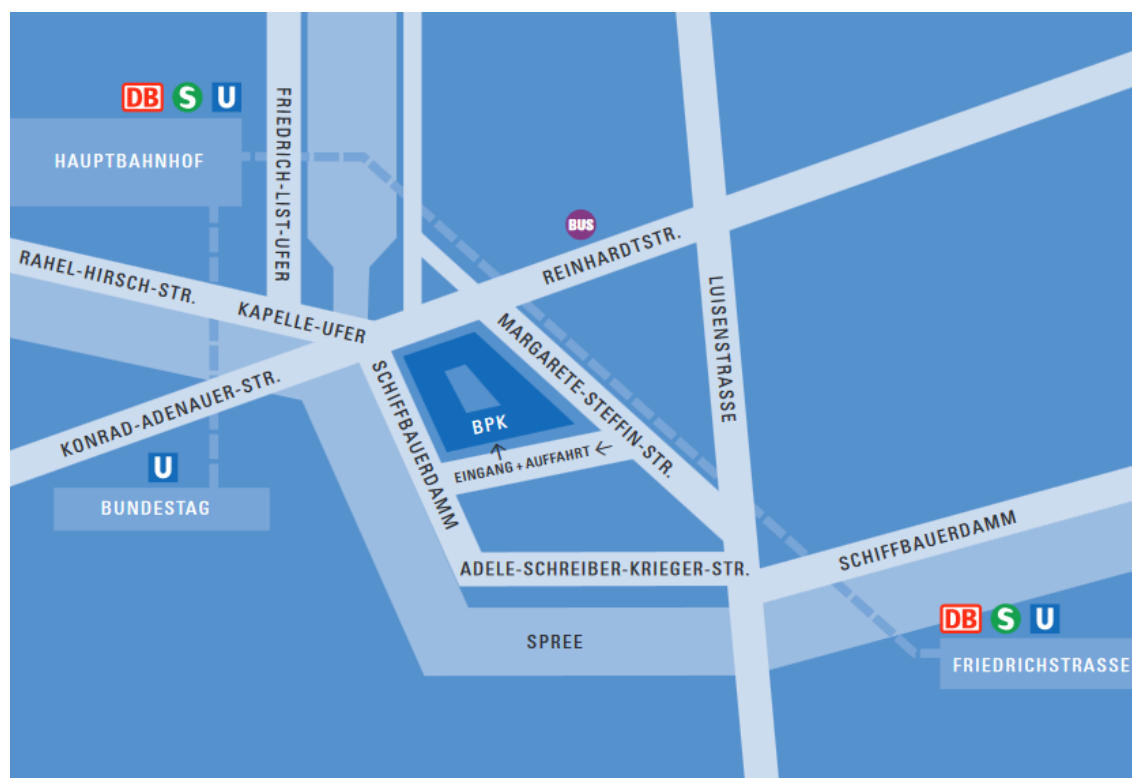 DB S U
HAUPTBAHNHOF
FRIEDRICH-LIST-UFER
BUS
REINHARDTSTR.
RAHEL-HIRSCH-STR.
KAPELLE-UFER
LUISENSTRASSE
MARGARETE-STEFFIN-STR.
KONRAD-ADENAUER-STR.
SCHIFFBAUERDAMM
BPK
EINGANG + AUFFAHRT
U
BUNDESTAG
SCHIFFBAUERDAMM
ADELE-SCHREIBER-KRIEGER-STR.
SPREE
DB S U
FRIEDRICHSTRASSE